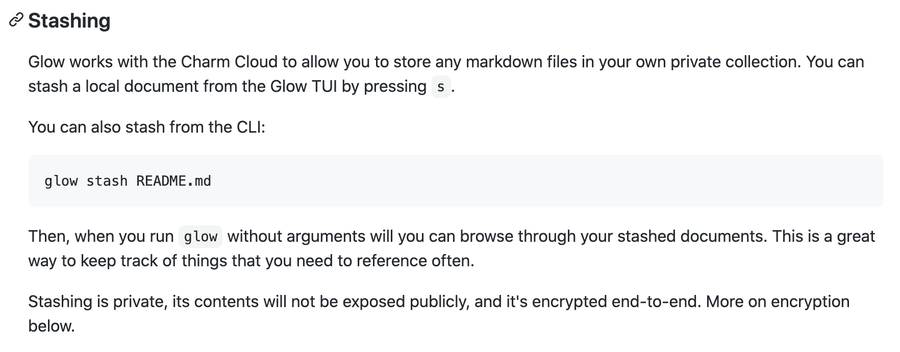 Stashing
Glow works with the Charm Cloud to allow you to store any markdown files in your own private collection. You can
stash a local document from the Glow TUI by pressing s.
You can also stash from the CLI:
glow stash README.md
Then, when you run glow without arguments will you can browse through your stashed documents. This is a great
way to keep track of things that you need to reference often.
Stashing is private, its contents will not be exposed publicly, and it's encrypted end-to-end. More on encryption
below.